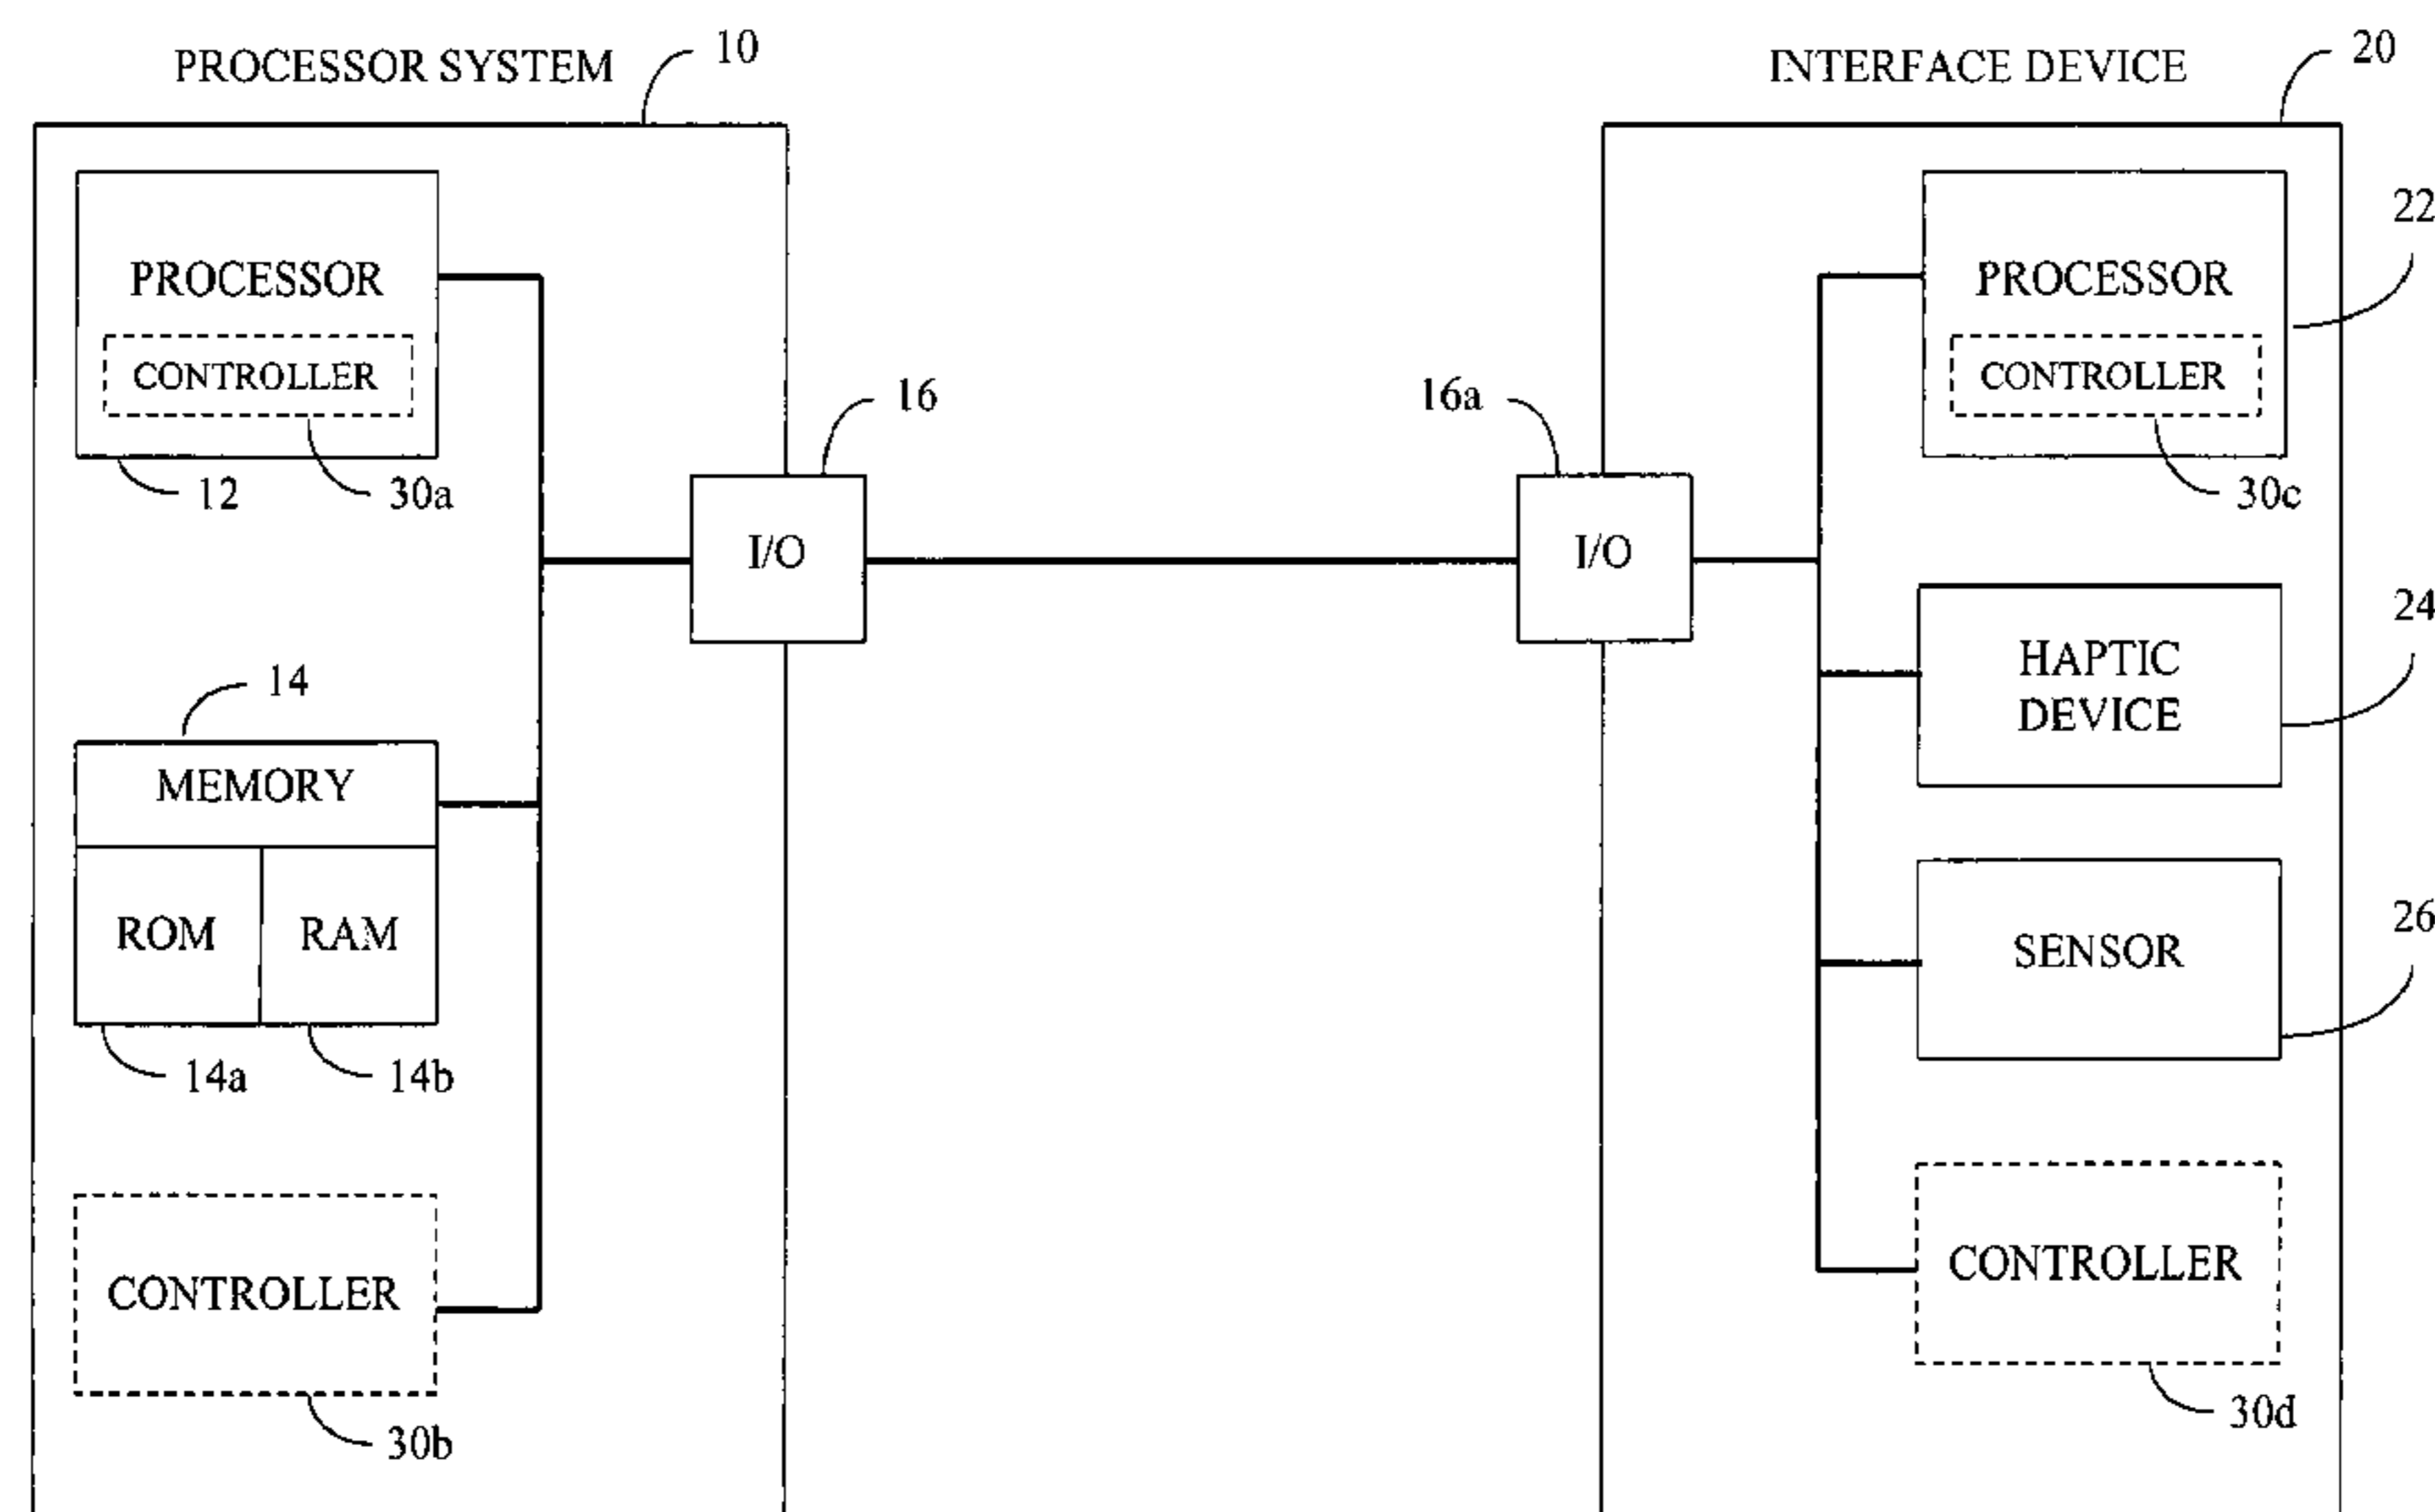 PROCESSOR SYSTEM
10
PROCESSOR
CONTROLLER
12
30a
16
I/O
14
MEMORY
ROM
RAM
14a
14b
CONTROLLER
30b
INTERFACE DEVICE
20
22
PROCESSOR
CONTROLLER
30c
16a
I/O
24
HAPTIC
DEVICE
26
SENSOR
CONTROLLER
30d